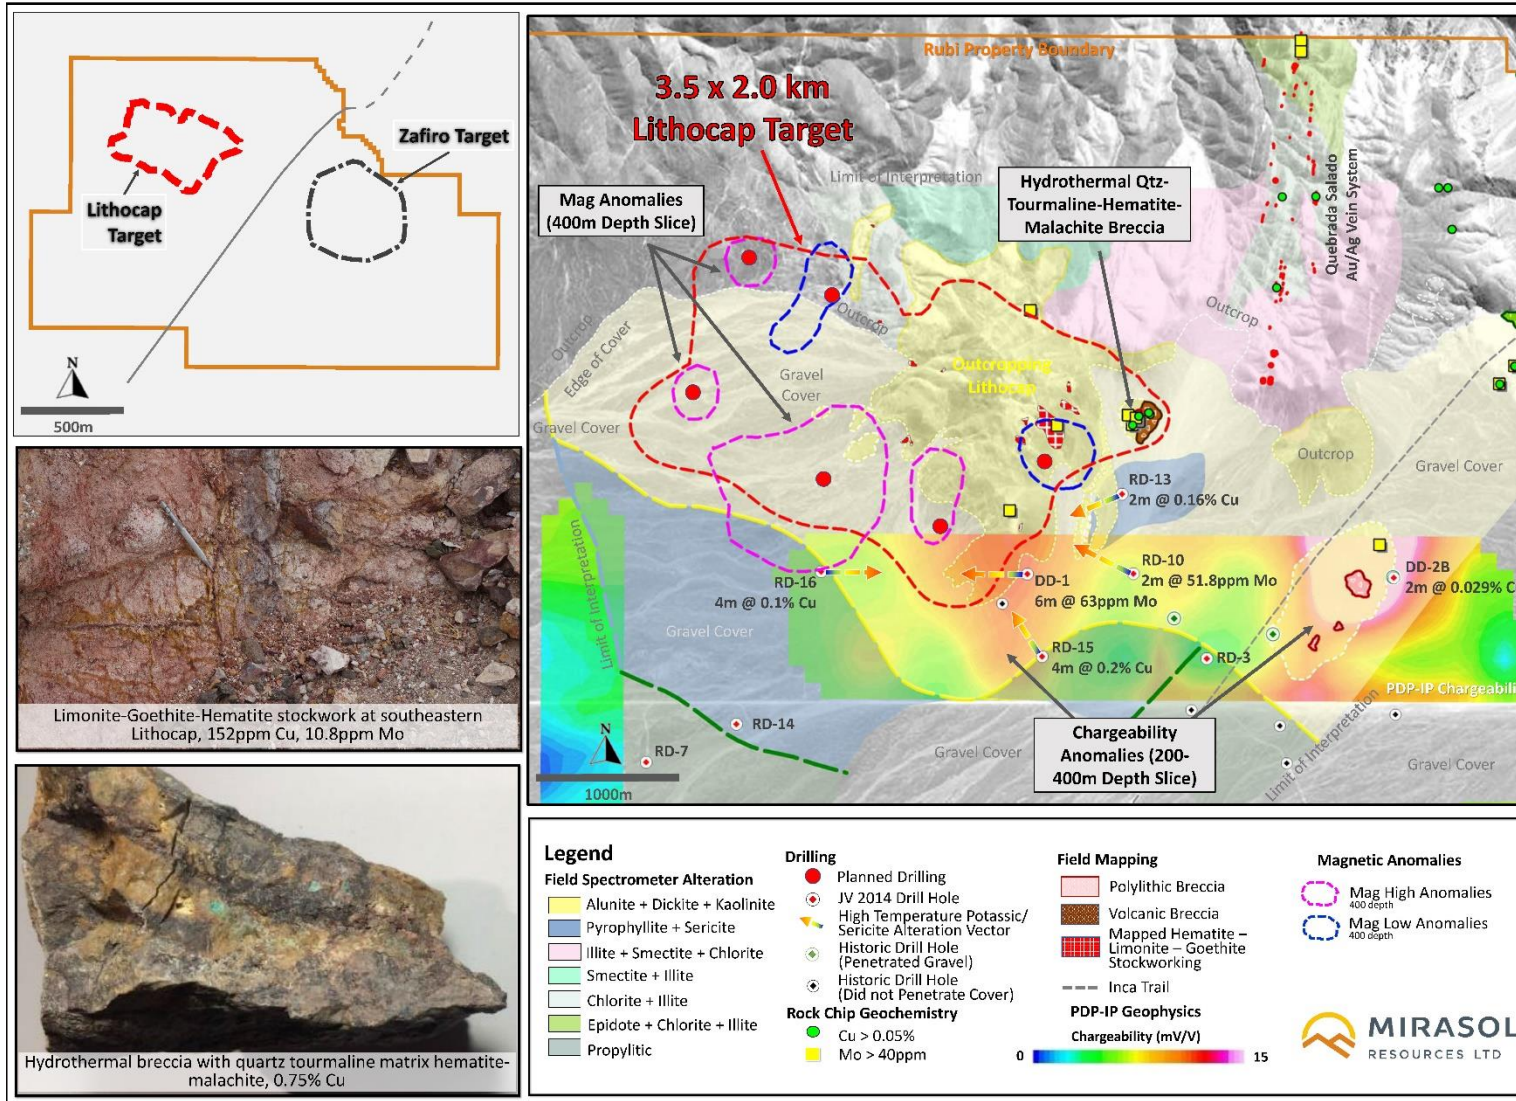 Zafiro Target
Lithocap
Target
N
500m
Limonite-Goethite-Hematite stockwork at southeastern
Lithocap, 152ppm Cu, 10.8ppm Mo
Hydrothermal breccia with quartz tourmaline matrix hematite-
malachite, 0.75% Cu
Rubi Property Boundary
3.5 x 2.0 km
Lithocap Target
Mag Anomalies
(400m Depth Slice)
Limit of Interpretation
Hydrothermal Qtz-
Tourmaline-Hematite-
Malachite Breccia
Quebrada Salado
Au/Ag Vein System
Outcrop
Edge of Cover
Outcrop
Outcrop
Gravel
Cover
Outcropping
Lithocap
Gravel Cover
Outcrop
Gravel Cover
RD-13
2m @ 0.16% Cu
Limit of Interpretation
RD-16
4m @ 0.1% Cu
DD-1
6m @ 63ppm Mo
RD-10
2m @ 51.8ppm Mo
DD-2B
2m @ 0.029% C
Gravel Cover
RD-15
4m @ 0.2% Cu
RD-3
PDP-IP Chargeabili
RD-14
RD-7
N
1000m
Gravel Cover
Chargeability
Anomalies (200-
400m Depth Slice)
Limit of Interpretation
Gravel Cover
Legend
Field Spectrometer Alteration
Alunite + Dickite + Kaolinite
Pyrophyllite + Sericite
Illite + Smectite + Chlorite
Smectite + Illite
Chlorite + Illite
Epidote + Chlorite + Illite
Propylitic
Drilling
Planned Drilling
JV 2014 Drill Hole
High Temperature Potassic/
Sericite Alteration Vector
Historic Drill Hole
(Penetrated Gravel)
Historic Drill Hole
(Did not Penetrate Cover)
Rock Chip Geochemistry
Cu > 0.05%
Mo > 40ppm
Field Mapping
Polylithic Breccia
Volcanic Breccia
Mapped Hematite –
Limonite – Goethite
Stockworking
Inca Trail
PDP-IP Geophysics
Chargeability (mV/V)
0
15
Magnetic Anomalies
Mag High Anomalies
400 depth
Mag Low Anomalies
400 depth
MIRASOL
RESOURCES LTD